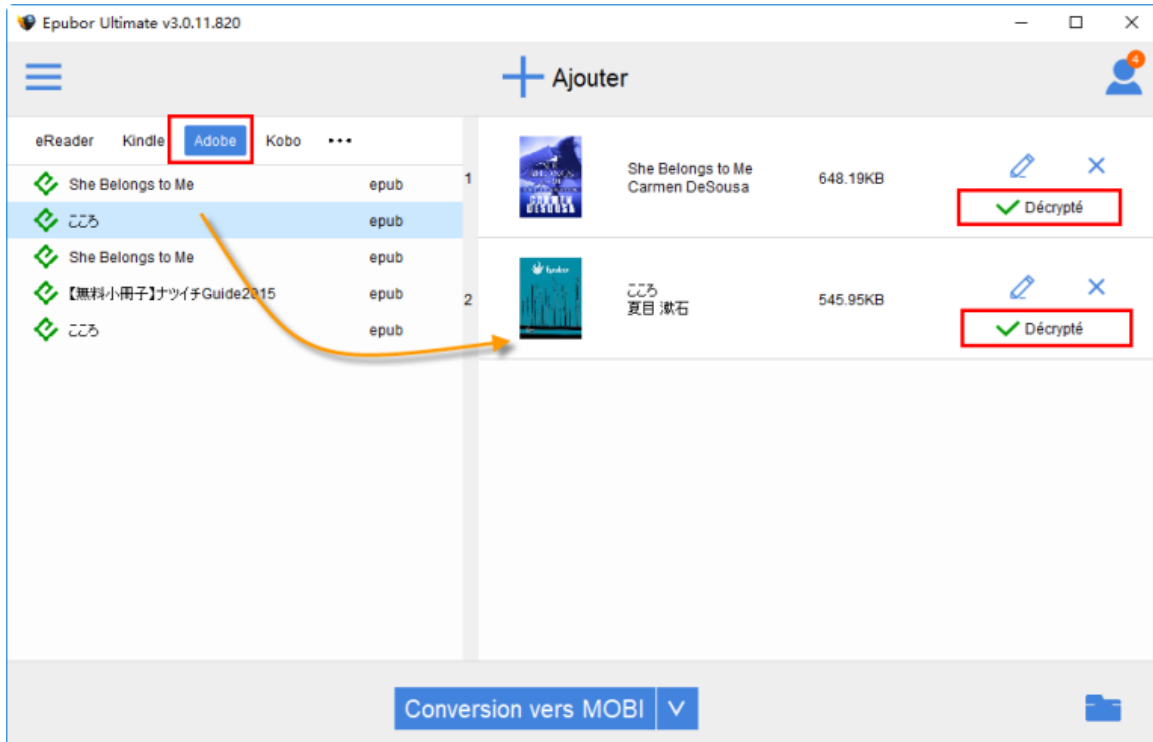 Epubor Ultimate v3.0.11.820
Ajouter
4
eReader Kindle Adobe Kobo •••
She Belongs to Me epub
こころ epub
She Belongs to Me epub
【無料小冊子】ナツイチGuide2015 epub
こころ epub
1
She Belongs to Me
Carmen DeSousa
648.19KB
Décrypté
2
Epubor
こころ
夏目 漱石
545.95KB
Décrypté
Conversion vers MOBI